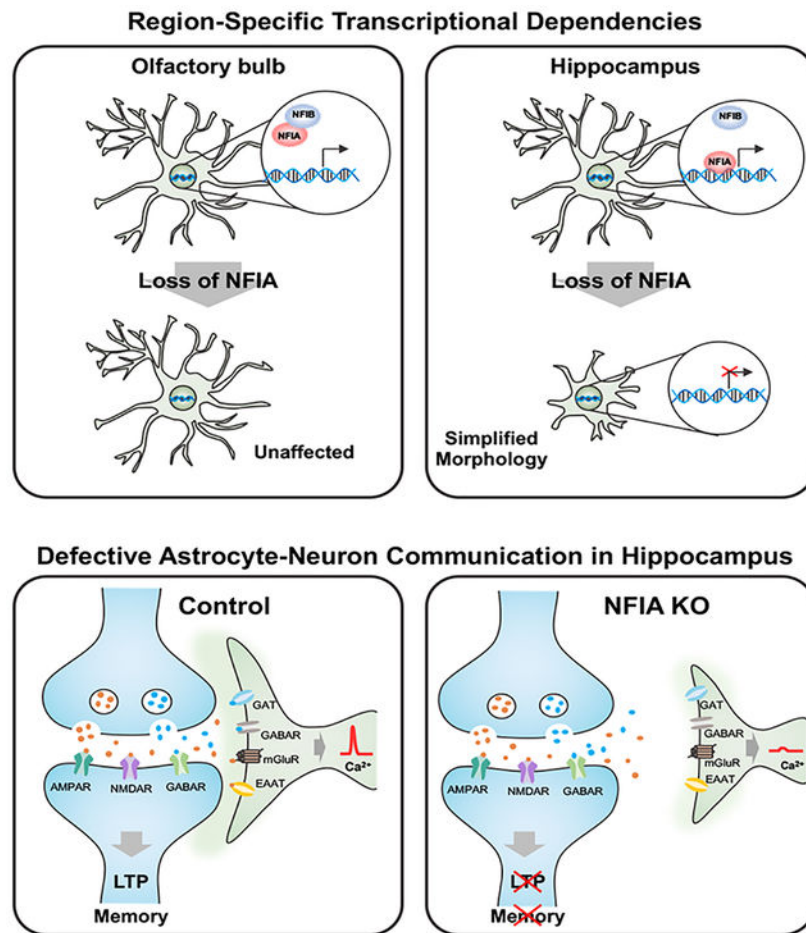 Region-Specific Transcriptional Dependencies
Olfactory bulb
NFIB
NFIA
Loss of NFIA
Unaffected
Hippocampus
NFIB
NFIA
Loss of NFIA
Simplified
Morphology
Defective Astrocyte-Neuron Communication in Hippocampus
Control
GAT
GABAR
mGluR
EAAT
Ca²⁺
AMPAR NMDAR GABAR
LTP
Memory
NFIA KO
GAT
GABAR
mGluR
EAAT
Ca²⁺
AMPAR NMDAR GABAR
LTP
Memory